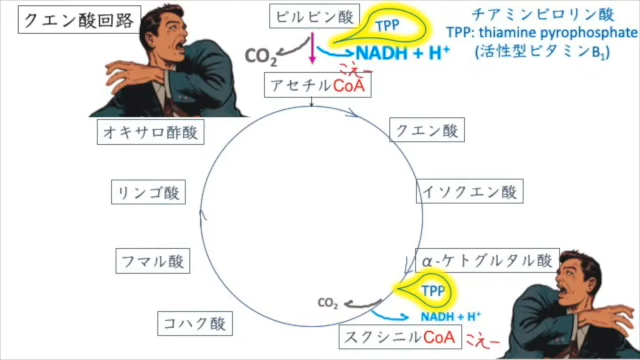 クエン酸回路
ピルビン酸
TPP
チアミンピロリン酸
TPP: thiamine pyrophosphate
(活性型ビタミンB₁)
CO₂
NADH + H⁺
こえー
アセチルCoA
オキサロ酢酸
クエン酸
リンゴ酸
イソクエン酸
フマル酸
α-ケトグルタル酸
TPP
CO₂
NADH + H⁺
コハク酸
スクシニルCoA
こえー